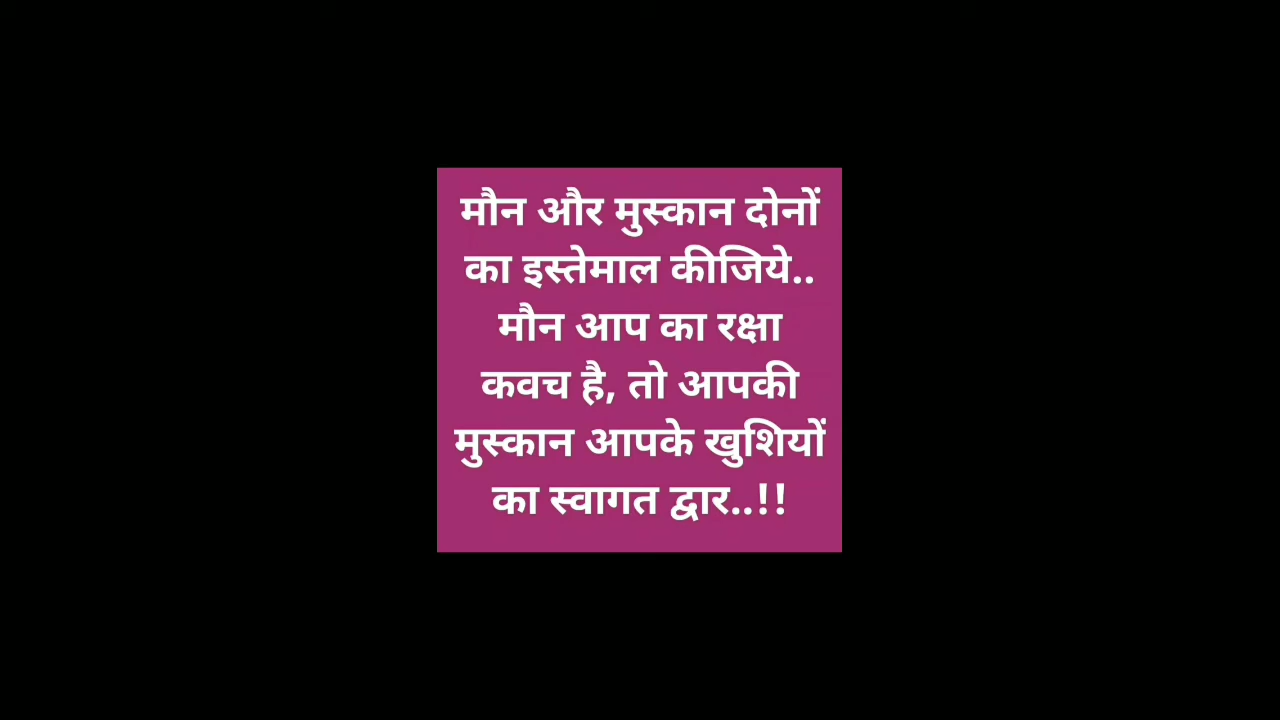 मौन और मुस्कान दोनों
का इस्तेमाल कीजिये..
मौन आप का रक्षा
कवच है, तो आपकी
मुस्कान आपके खुशियों
का स्वागत द्वार..!!